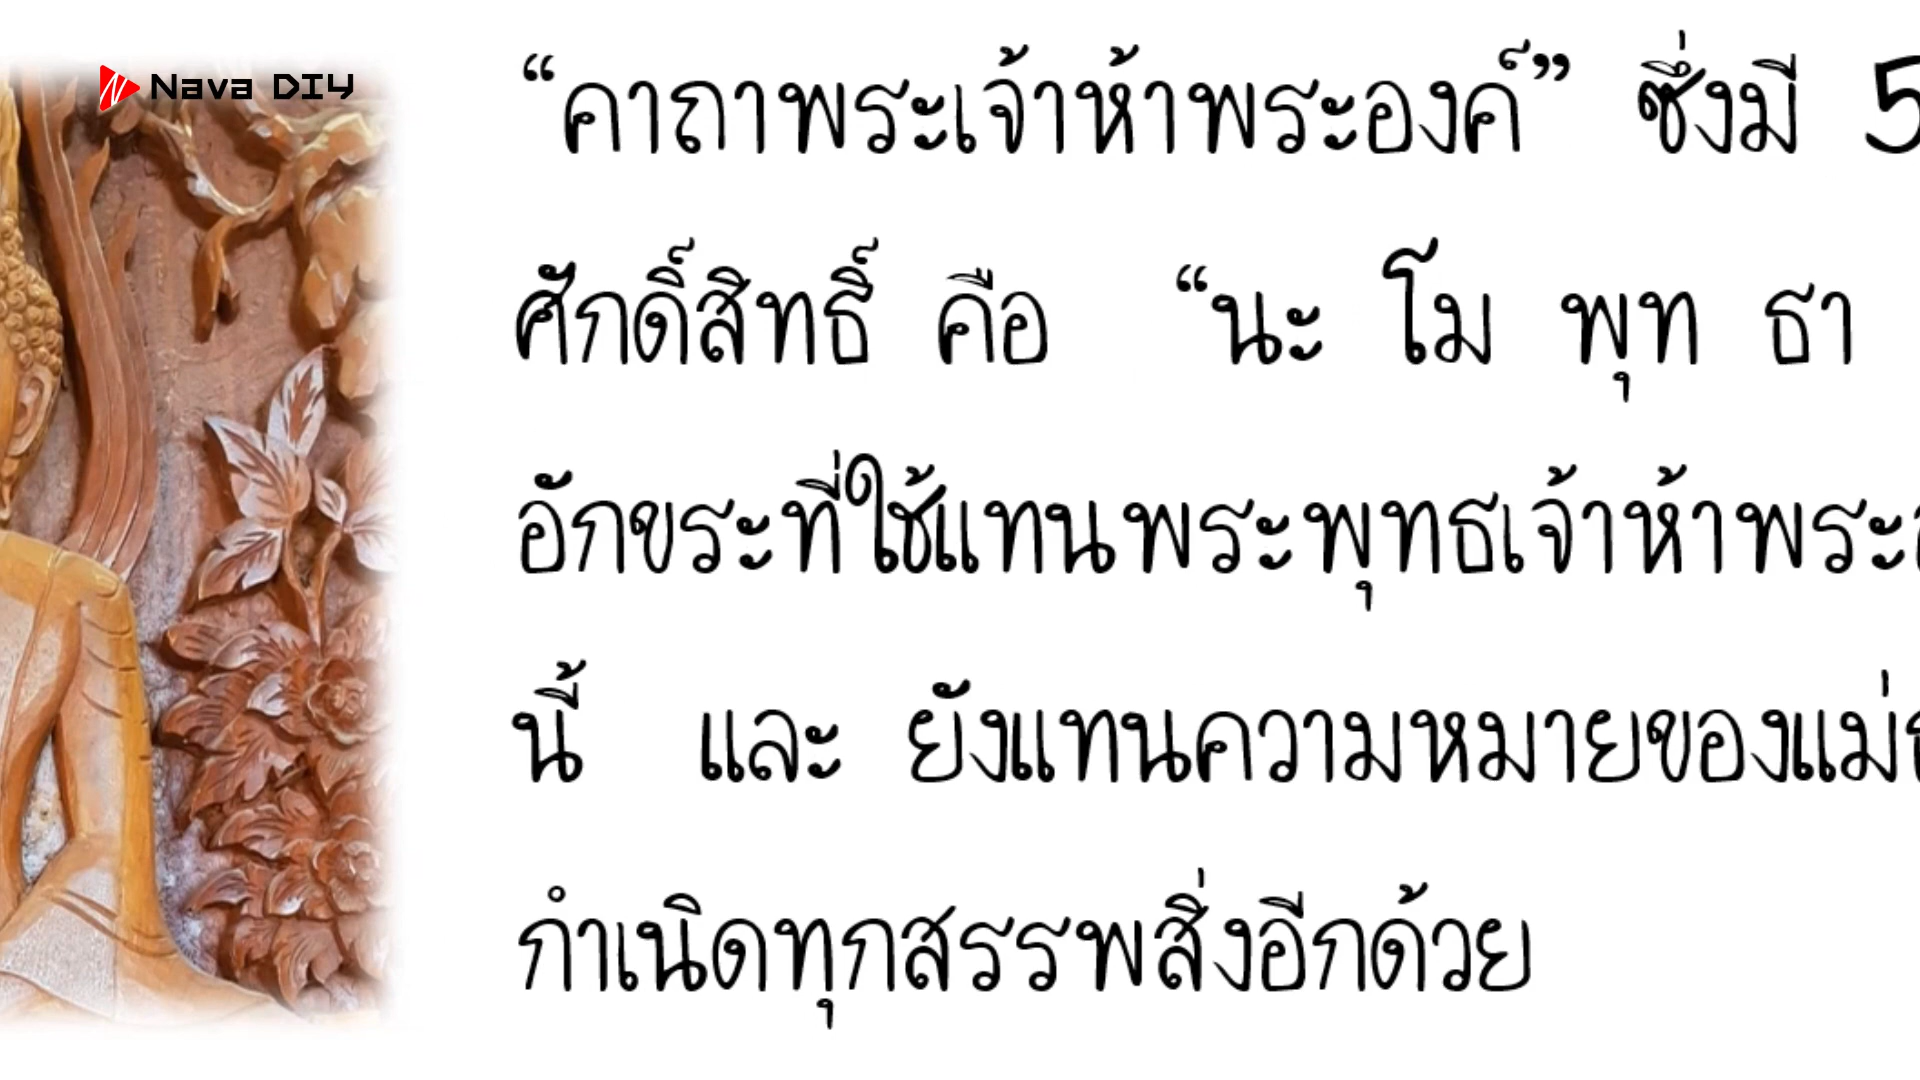 Nava DIY
“คาถาพระเจ้าห้าพระองค์” ซึ่งมี 5
ศักดิ์สิทธิ์ คือ “นะ โม พุท ธา
อักขระที่ใช้แทนพระพุทธเจ้าห้าพระอ
นี้ และ ยังแทนความหมายของแม่ธ
กำเนิดทุกสรรพสิ่งอีกด้วย